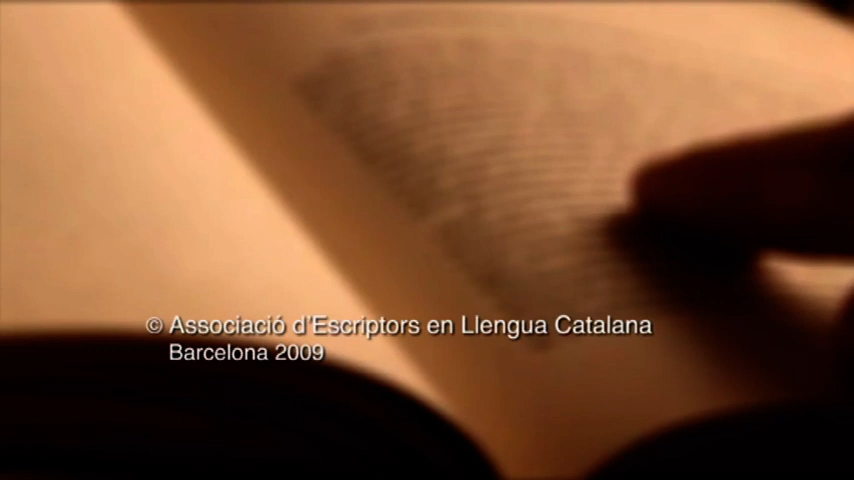 © Associació d'Escriptors en Llengua Catalana
Barcelona 2009